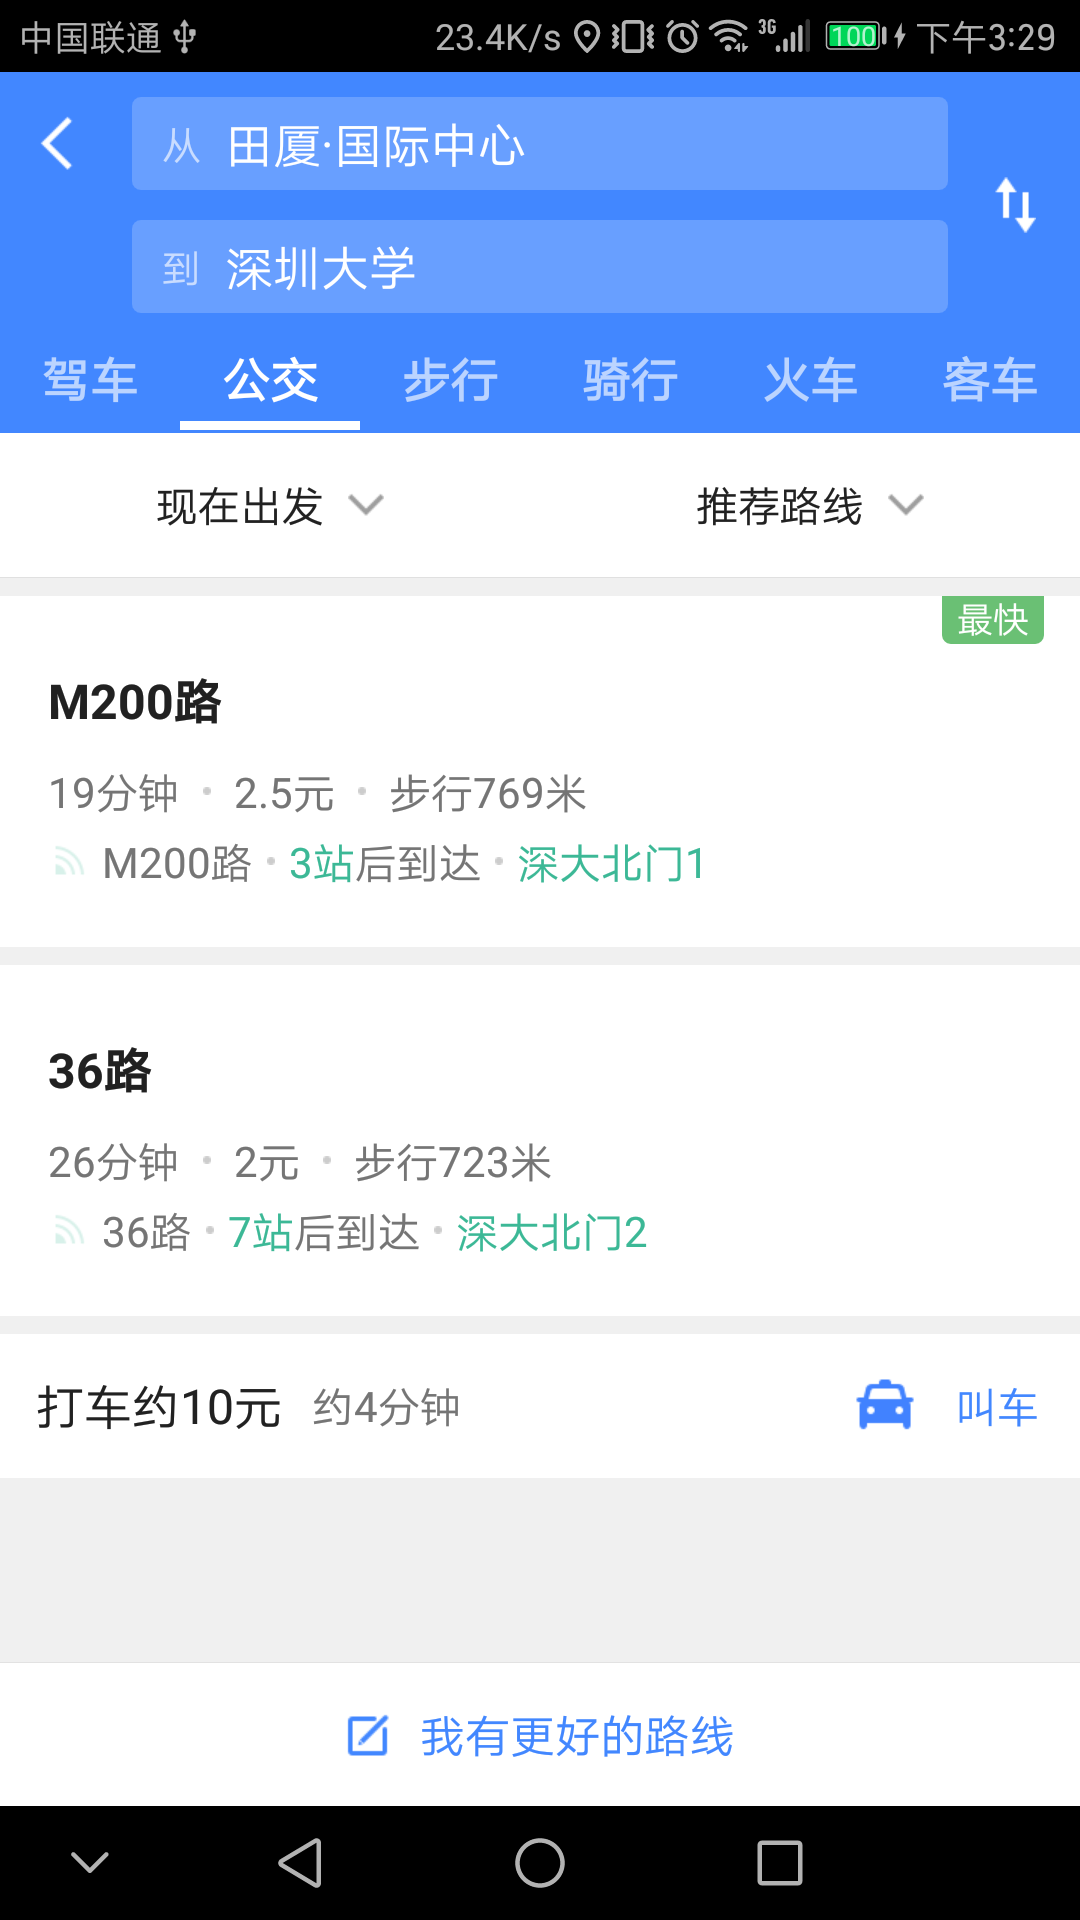 中国联通 23.4K/s 3G 100 下午3:29
从 田厦·国际中心
到 深圳大学
驾车 公交 步行 骑行 火车 客车
现在出发 推荐路线
最快
M200路
19分钟 · 2.5元 · 步行769米
M200路 · 3站后到达 · 深大北门1
36路
26分钟 · 2元 · 步行723米
36路 · 7站后到达 · 深大北门2
打车约10元 约4分钟 叫车
我有更好的路线